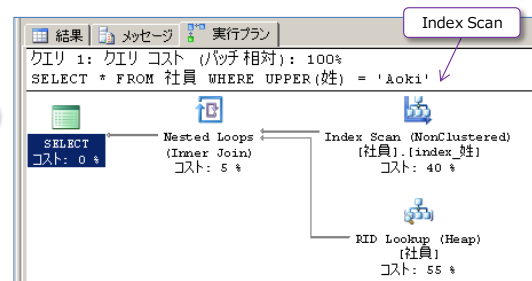 Index Scan
結果 メッセージ 実行プラン
クエリ 1: クエリ コスト (バッチ相対): 100%
SELECT * FROM 社員 WHERE UPPER(姓) = 'Aoki'
SELECT
コスト: 0 %
Nested Loops
(Inner Join)
コスト: 5 %
Index Scan (NonClustered)
[社員].[index_姓]
コスト: 40 %
RID Lookup (Heap)
[社員]
コスト: 55 %